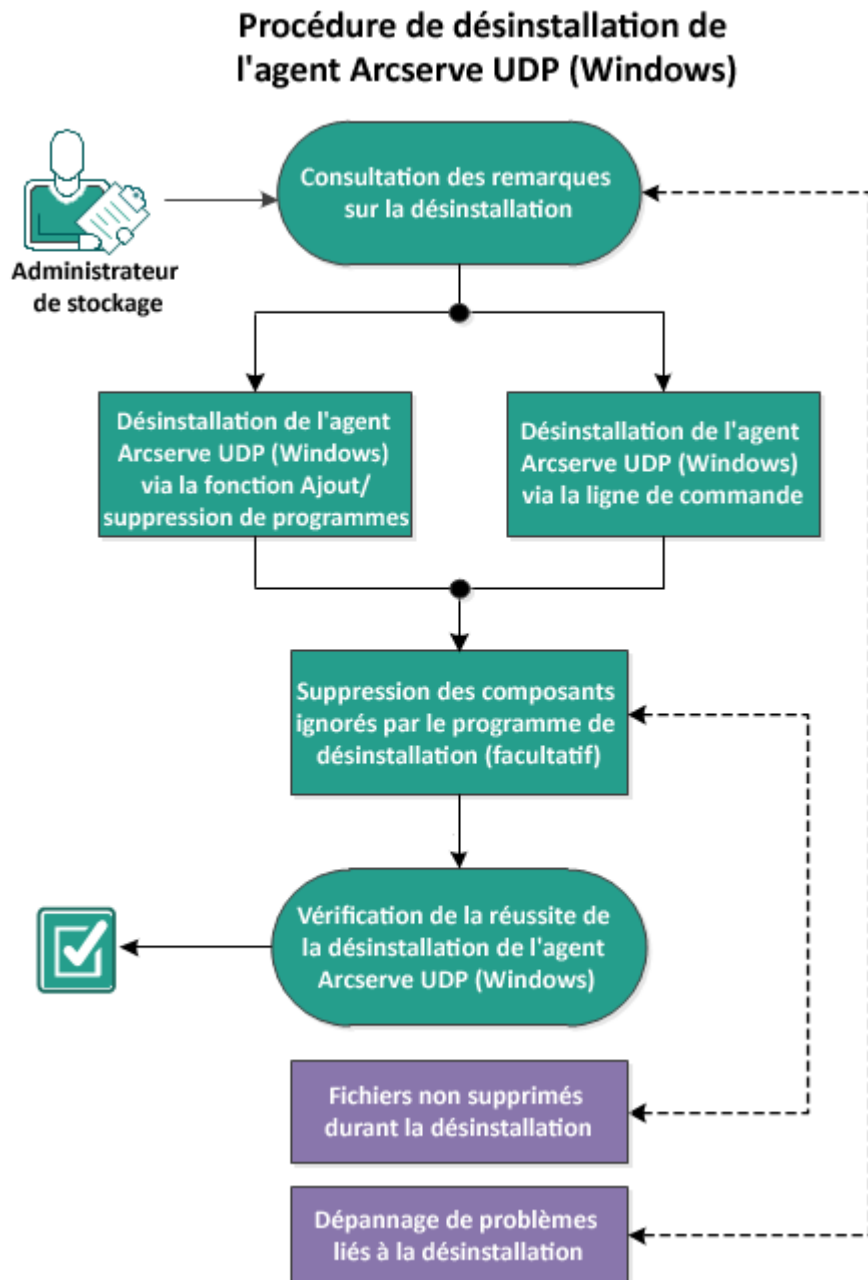 Procédure de désinstallation de
l'agent Arcserve UDP (Windows)
Consultation des remarques
sur la désinstallation
Administrateur
de stockage
Désinstallation de l'agent
Arcserve UDP (Windows)
via la fonction Ajout/
suppression de programmes
Désinstallation de l'agent
Arcserve UDP (Windows)
via la ligne de commande
Suppression des composants
ignorés par le programme de
désinstallation (facultatif)
Vérification de la réussite de
la désinstallation de l'agent
Arcserve UDP (Windows)
Fichiers non supprimés
durant la désinstallation
Dépannage de problèmes
liés à la désinstallation